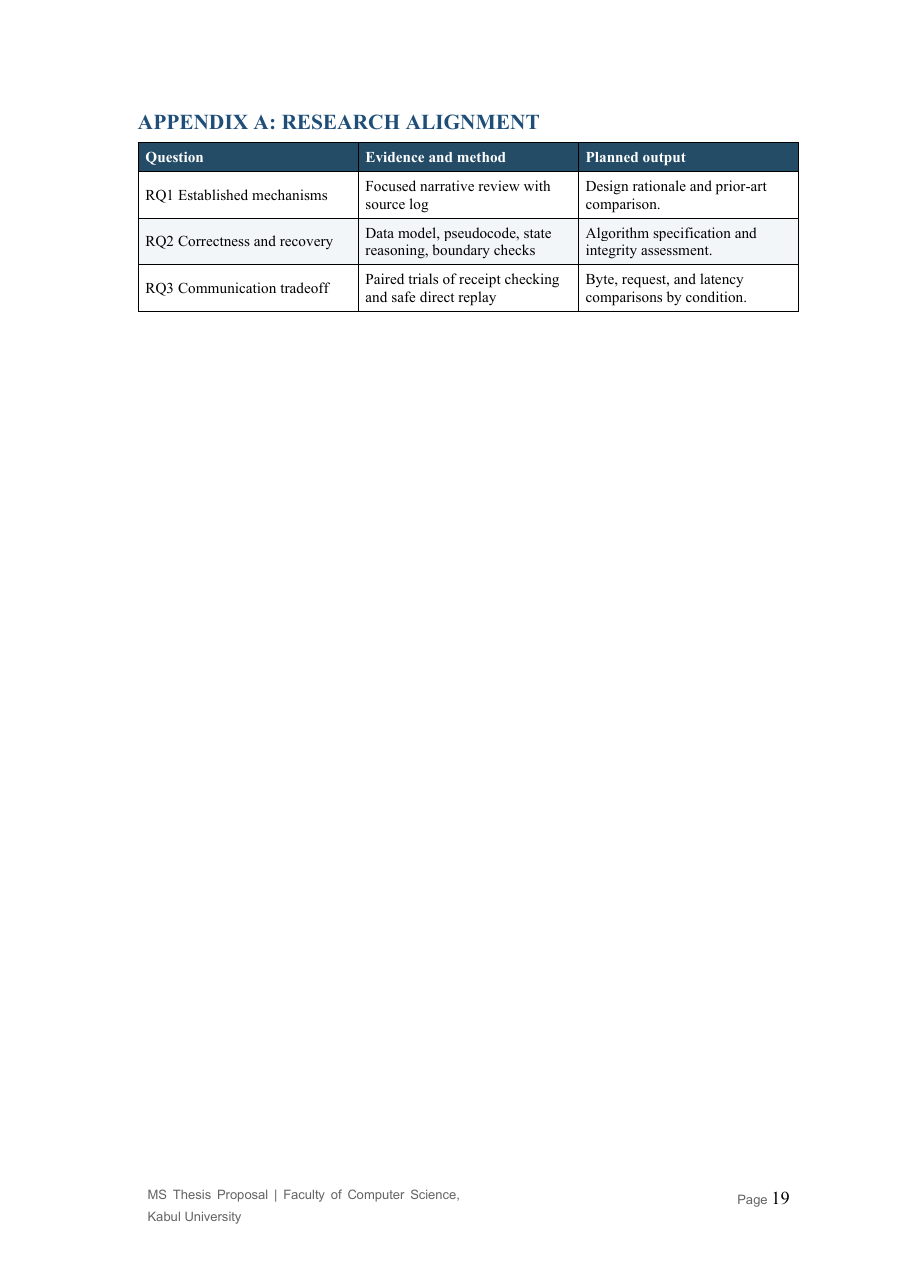 APPENDIX A: RESEARCH ALIGNMENT
Question
Evidence and method
Planned output
RQ1 Established mechanisms
Focused narrative review with
source log
Design rationale and prior-art
comparison.
RQ2 Correctness and recovery
Data model, pseudocode, state
reasoning, boundary checks
Algorithm specification and
integrity assessment.
RQ3 Communication tradeoff
Paired trials of receipt checking
and safe direct replay
Byte, request, and latency
comparisons by condition.
MS Thesis Proposal | Faculty of Computer Science,
Kabul University
Page 19